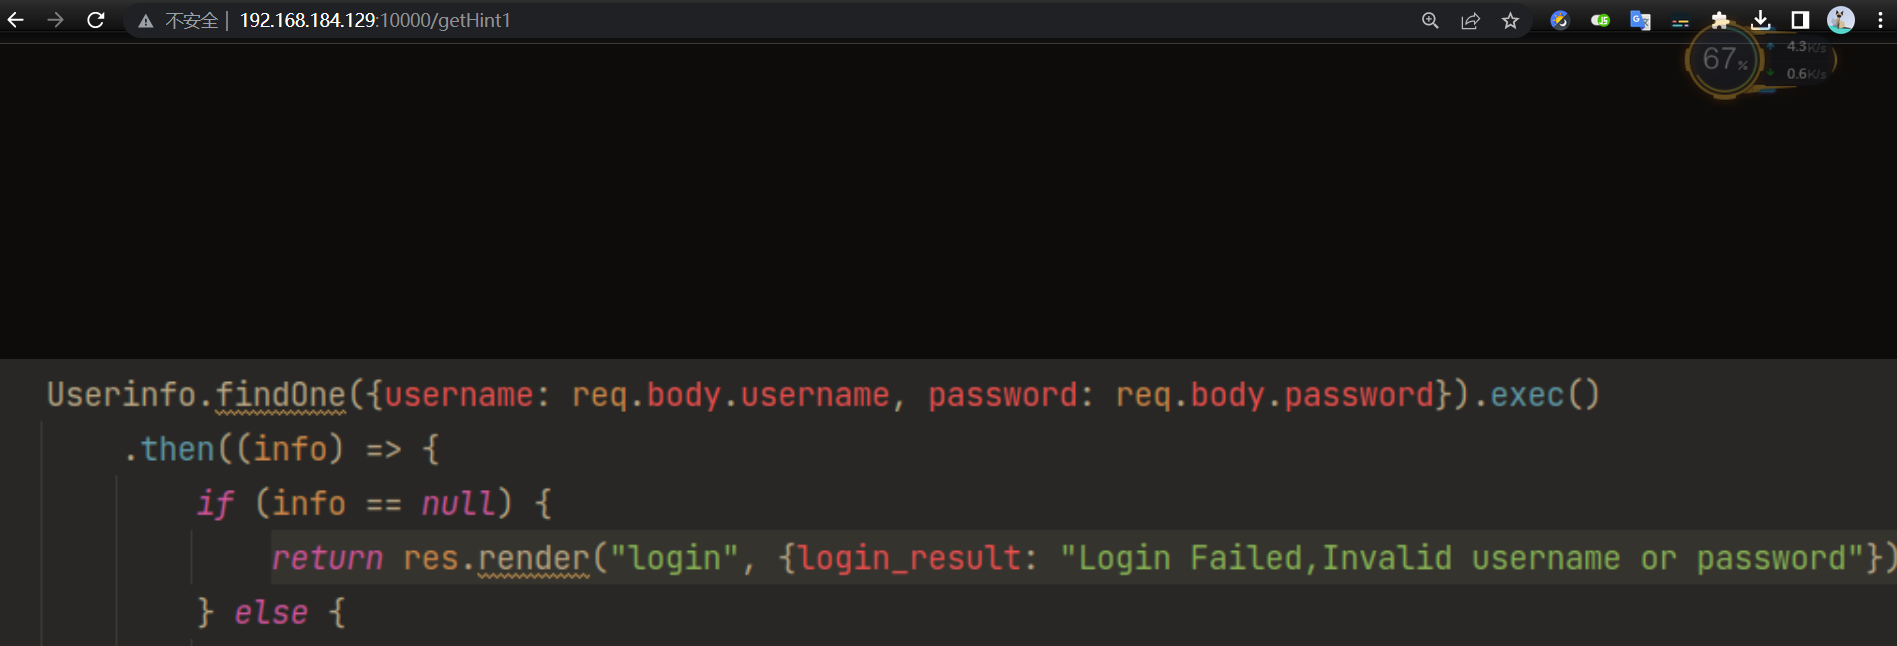 不安全 | 192.168.184.129:10000/getHint1
67%
4.3K/s
0.6K/s
Userinfo.findOne({username: req.body.username, password: req.body.password}).exec()
.then((info) => {
if (info == null) {
return res.render("login", {login_result: "Login Failed,Invalid username or password"})
} else {